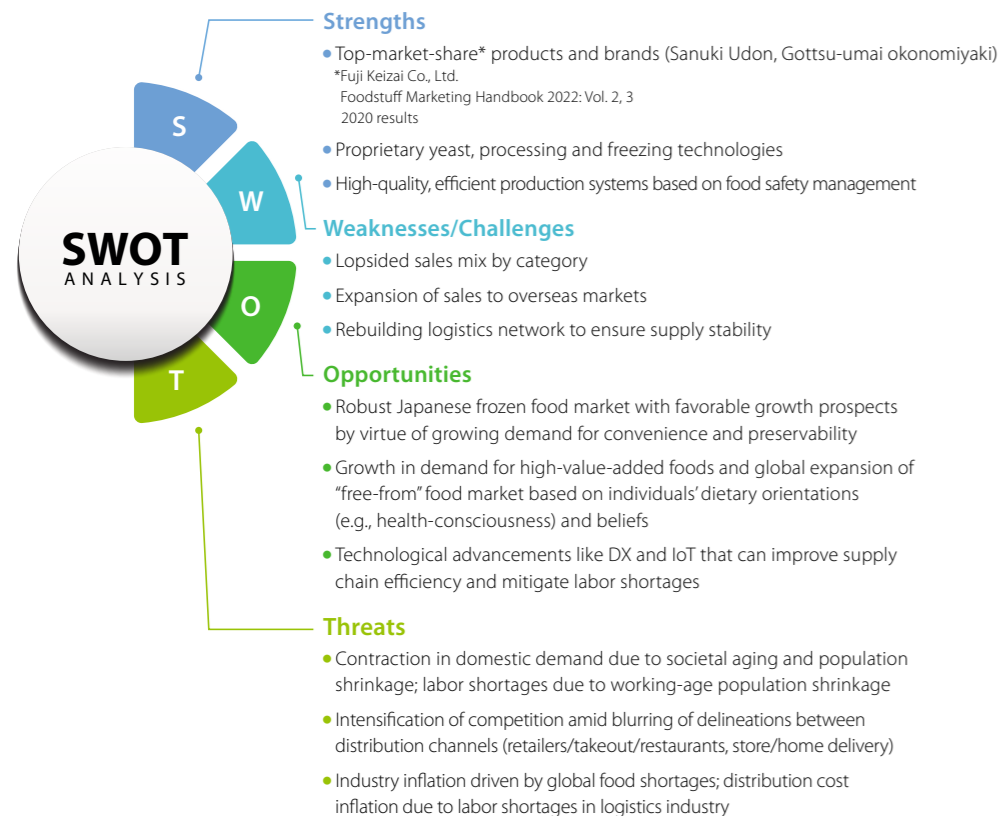 Strengths
• Top-market-share* products and brands (Sanuki Udon, Gottsu-umai okonomiyaki)
*Fuji Keizai Co., Ltd.
Foodstuff Marketing Handbook 2022: Vol. 2, 3
2020 results
• Proprietary yeast, processing and freezing technologies
• High-quality, efficient production systems based on food safety management
S
W
O
T
SWOT
ANALYSIS
Weaknesses/Challenges
• Lopsided sales mix by category
• Expansion of sales to overseas markets
• Rebuilding logistics network to ensure supply stability
Opportunities
• Robust Japanese frozen food market with favorable growth prospects
by virtue of growing demand for convenience and preservability
• Growth in demand for high-value-added foods and global expansion of
“free-from” food market based on individuals’ dietary orientations
(e.g., health-consciousness) and beliefs
• Technological advancements like DX and IoT that can improve supply
chain efficiency and mitigate labor shortages
Threats
• Contraction in domestic demand due to societal aging and population
shrinkage; labor shortages due to working-age population shrinkage
• Intensification of competition amid blurring of delineations between
distribution channels (retailers/takeout/restaurants, store/home delivery)
• Industry inflation driven by global food shortages; distribution cost
inflation due to labor shortages in logistics industry